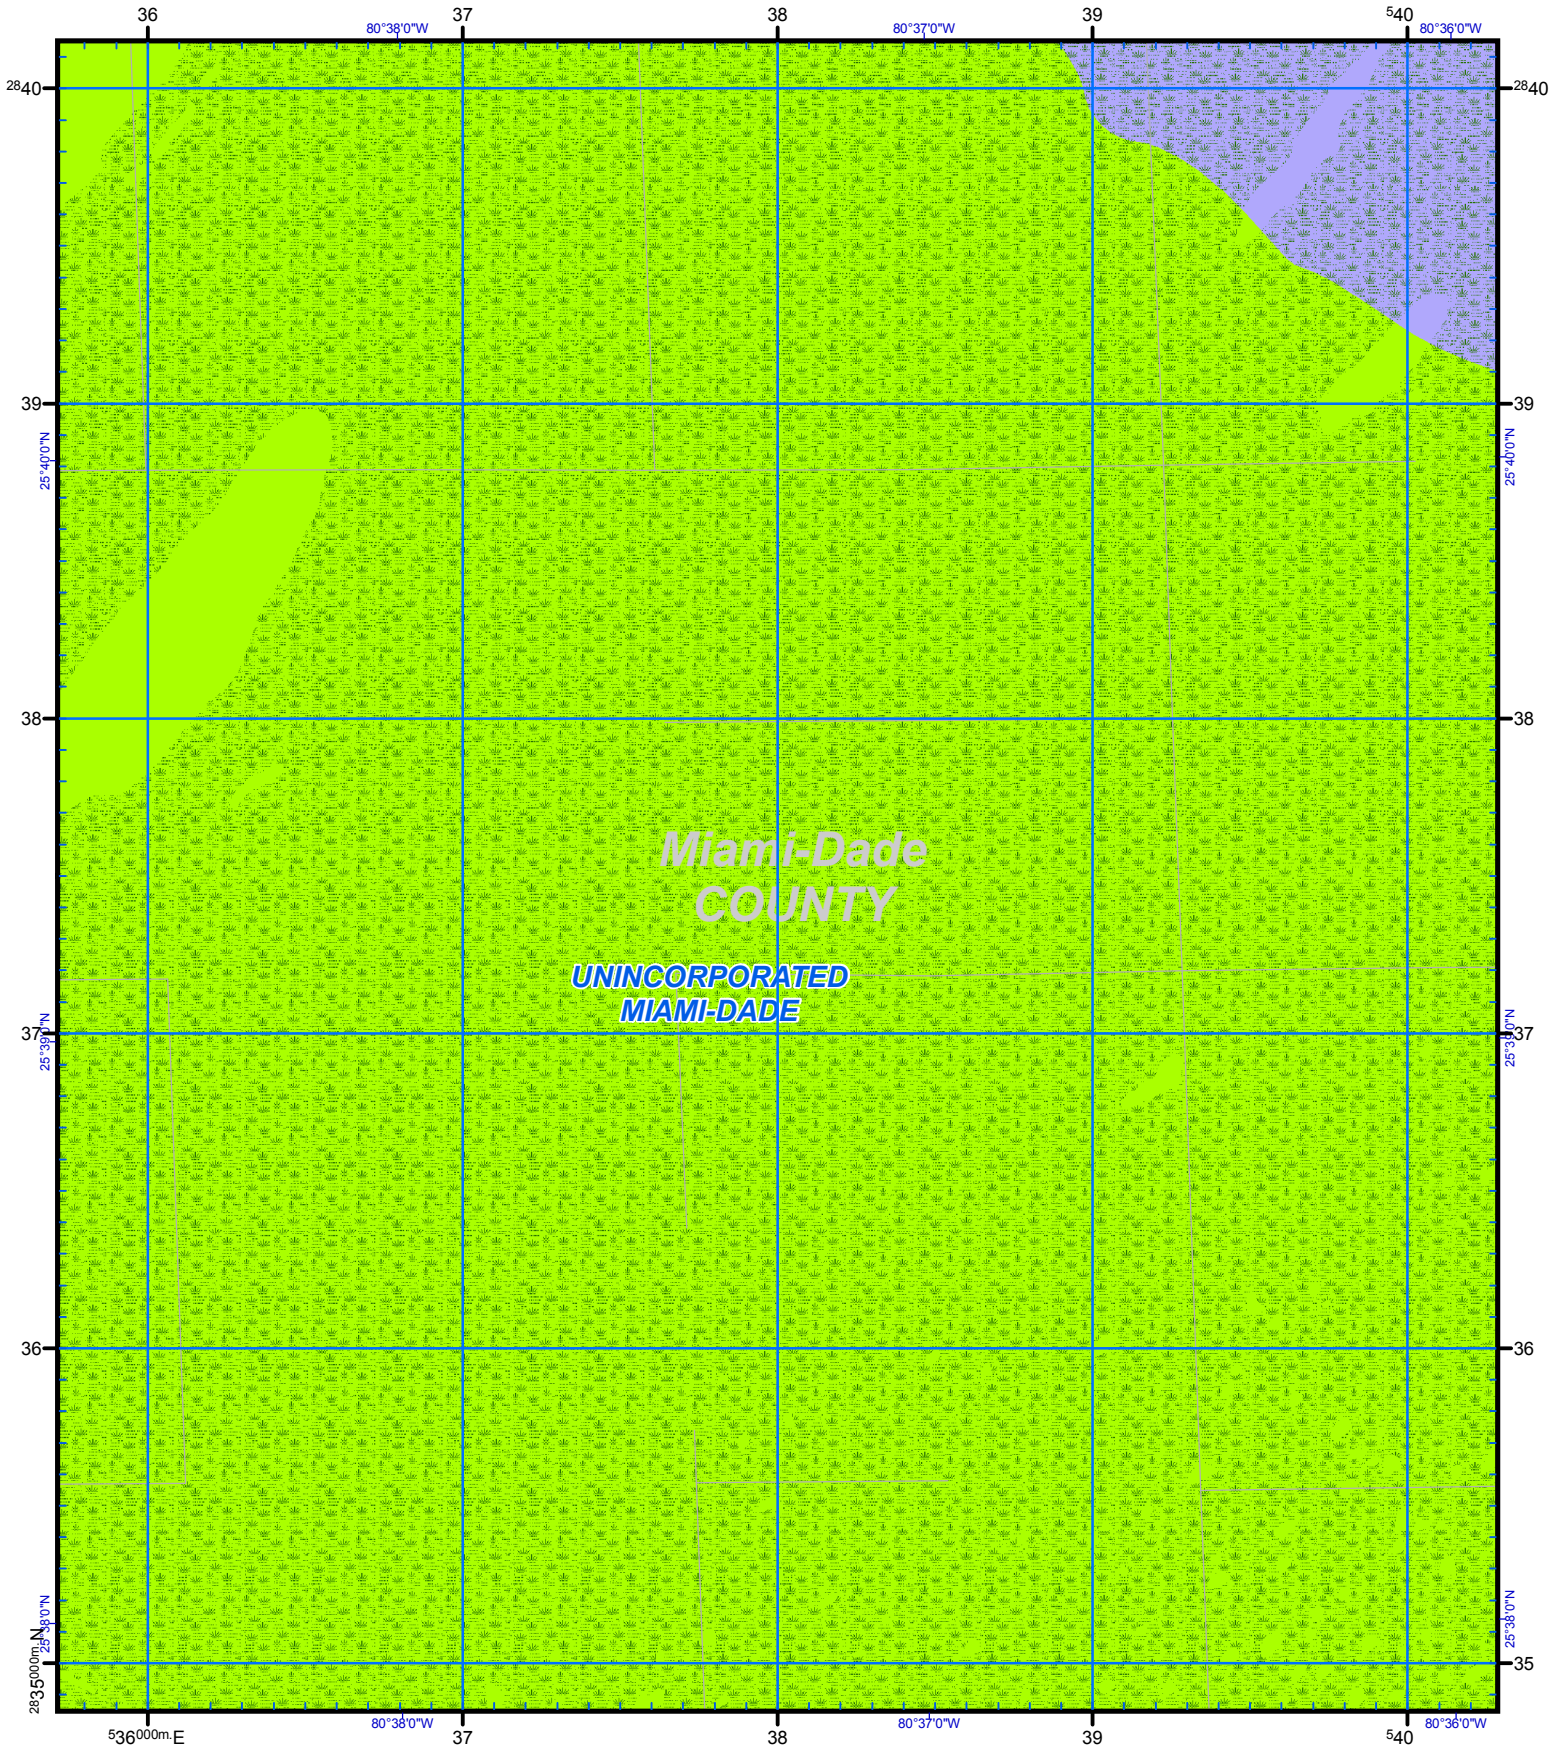 36 37 38 39 540
80°38'0"W 80°37'0"W 80°36'0"W
2840 2840
39 39
25°40'0"N 25°40'0"N
38 38
Miami-Dade
COUNTY
UNINCORPORATED
MIAMI-DADE
37 37
25°39'0"N 25°39'0"N
36 36
25°38'0"N 25°38'0"N
2835000m.N 35
80°38'0"W 80°37'0"W 80°36'0"W
536000m.E 37 38 39 540